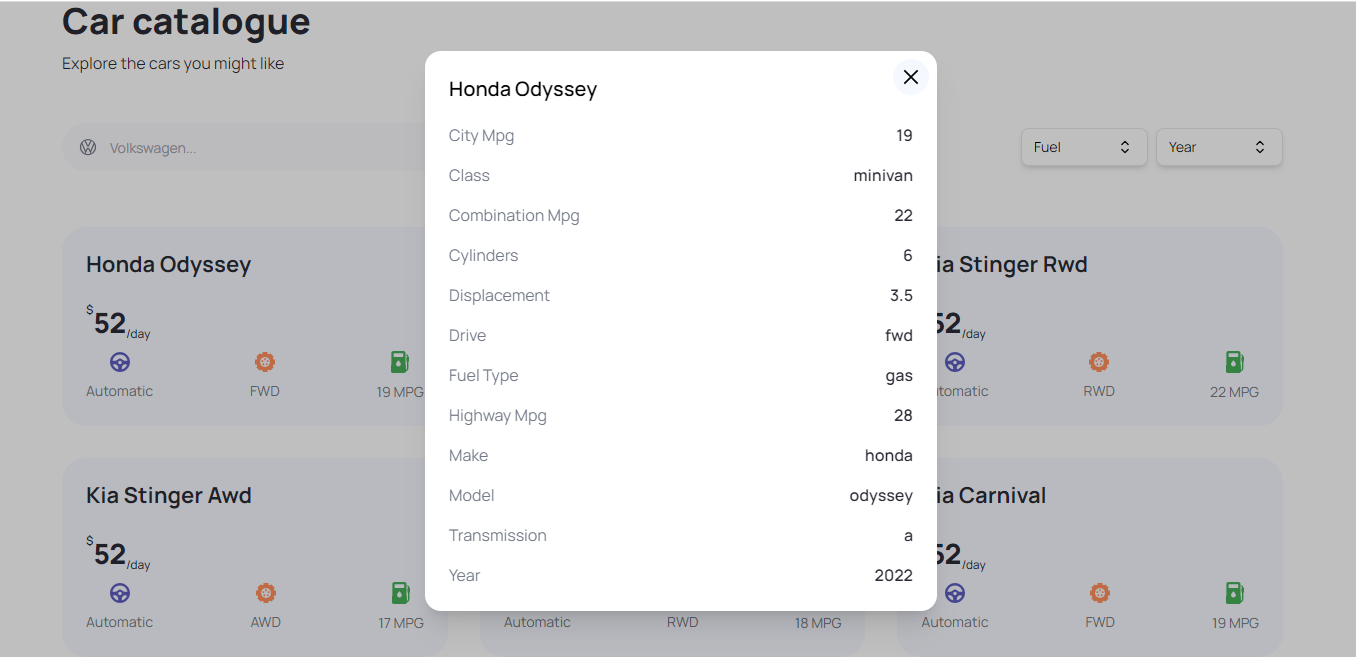 Car catalogue
Explore the cars you might like
Volkswagen...
Fuel
Year
Honda Odyssey
City Mpg 19
Class minivan
Combination Mpg 22
Cylinders 6
Displacement 3.5
Drive fwd
Fuel Type gas
Highway Mpg 28
Make honda
Model odyssey
Transmission a
Year 2022
Honda Odyssey
$52/day
Automatic FWD 19 MPG
Stinger Rwd
52/day
RWD 22 MPG
Kia Stinger Awd
$52/day
Automatic AWD 17 MPG
Automatic RWD 18 MPG
Carnival
52/day
Automatic FWD 19 MPG